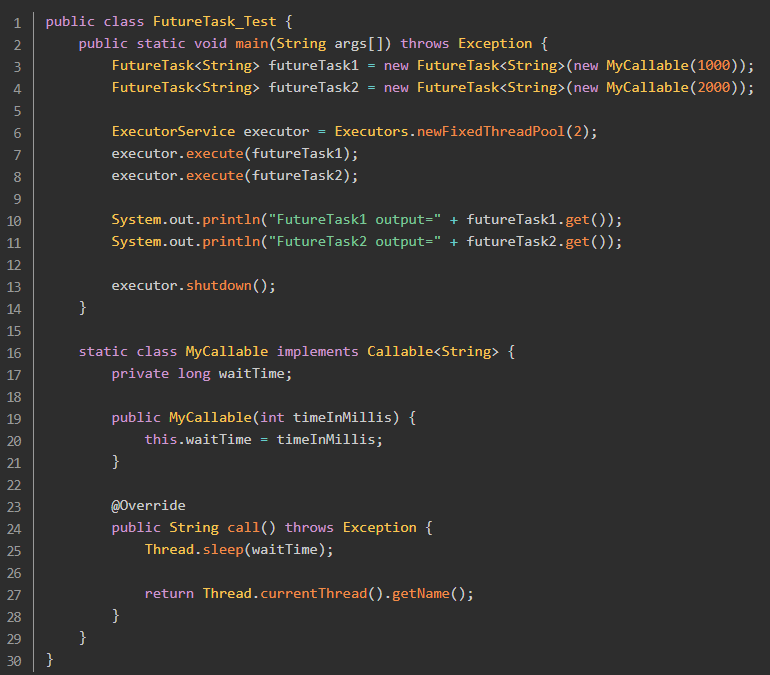 1 public class FutureTask_Test {
2     public static void main(String args[]) throws Exception {
3         FutureTask<String> futureTask1 = new FutureTask<String>(new MyCallable(1000));
4         FutureTask<String> futureTask2 = new FutureTask<String>(new MyCallable(2000));
5
6         ExecutorService executor = Executors.newFixedThreadPool(2);
7         executor.execute(futureTask1);
8         executor.execute(futureTask2);
9
10         System.out.println("FutureTask1 output=" + futureTask1.get());
11         System.out.println("FutureTask2 output=" + futureTask2.get());
12
13         executor.shutdown();
14     }
15
16     static class MyCallable implements Callable<String> {
17         private long waitTime;
18
19         public MyCallable(int timeInMillis) {
20             this.waitTime = timeInMillis;
21         }
22
23         @Override
24         public String call() throws Exception {
25             Thread.sleep(waitTime);
26
27             return Thread.currentThread().getName();
28         }
29     }
30 }